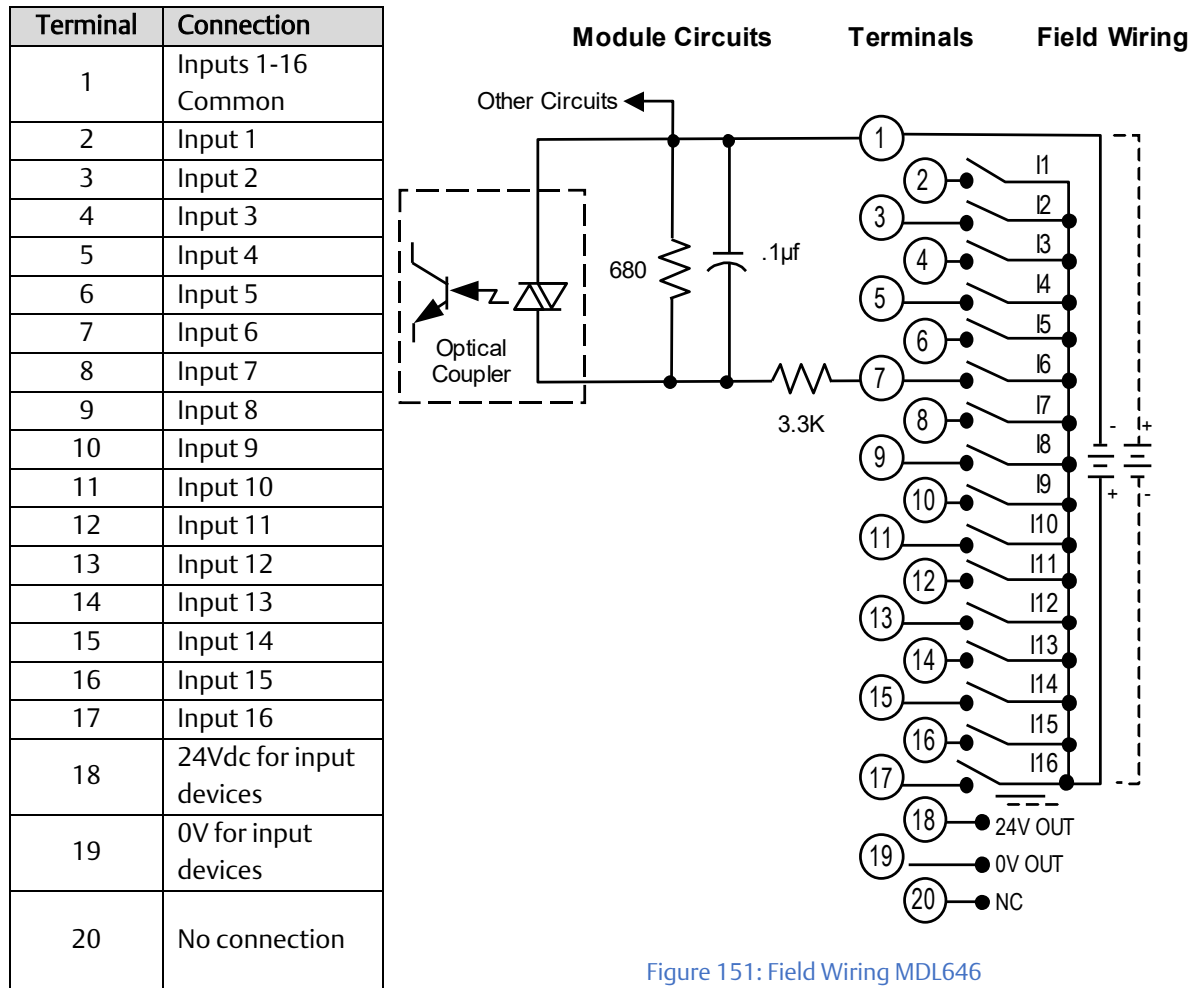 Terminal Connection
1 Inputs 1-16
Common
2 Input 1
3 Input 2
4 Input 3
5 Input 4
6 Input 5
7 Input 6
8 Input 7
9 Input 8
10 Input 9
11 Input 10
12 Input 11
13 Input 12
14 Input 13
15 Input 14
16 Input 15
17 Input 16
18 24Vdc for input
devices
19 0V for input
devices
20 No connection
Module Circuits Terminals Field Wiring
Other Circuits
1
2 I1
3 I2
4 I3
5 I4
6 I5
7 I6
8 I7
9 I8
10 I9
11 I10
12 I11
13 I12
14 I13
15 I14
16 I15
17 I16
18 24V OUT
19 0V OUT
20 NC
680 .1µf
Optical
Coupler
3.3K
- +
+ -
Figure 151: Field Wiring MDL646